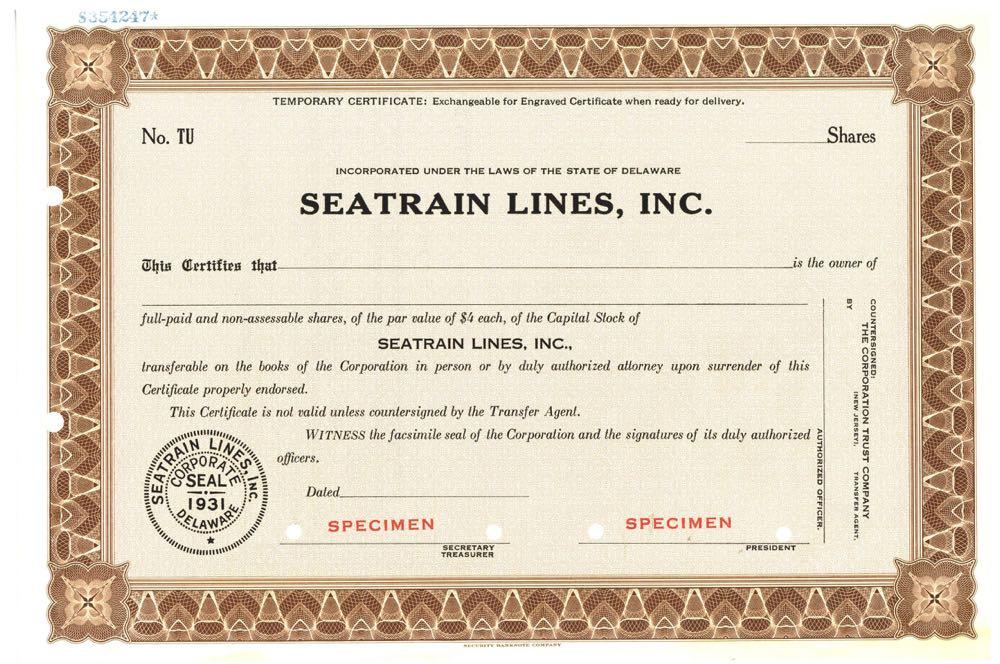 S354247*
TEMPORARY CERTIFICATE: Exchangeable for Engraved Certificate when ready for delivery.
No. TU
Shares
INCORPORATED UNDER THE LAWS OF THE STATE OF DELAWARE
SEATRAIN LINES, INC.
This Certifies that
is the owner of
full-paid and non-assessable shares, of the par value of $4 each, of the Capital Stock of
SEATRAIN LINES, INC.,
transferable on the books of the Corporation in person or by duly authorized attorney upon surrender of this
Certificate properly endorsed.
This Certificate is not valid unless countersigned by the Transfer Agent.
WITNESS the facsimile seal of the Corporation and the signatures of its duly authorized
officers.
Dated
SPECIMEN
SECRETARY
TREASURER
SPECIMEN
PRESIDENT
SEATRAIN LINES, INC.
CORPORATE
SEAL
1931
DELAWARE
COUNTERSIGNED:
THE CORPORATION TRUST COMPANY
(NEW JERSEY), TRANSFER AGENT,
BY
AUTHORIZED OFFICER.
SECURITY BANKNOTE COMPANY